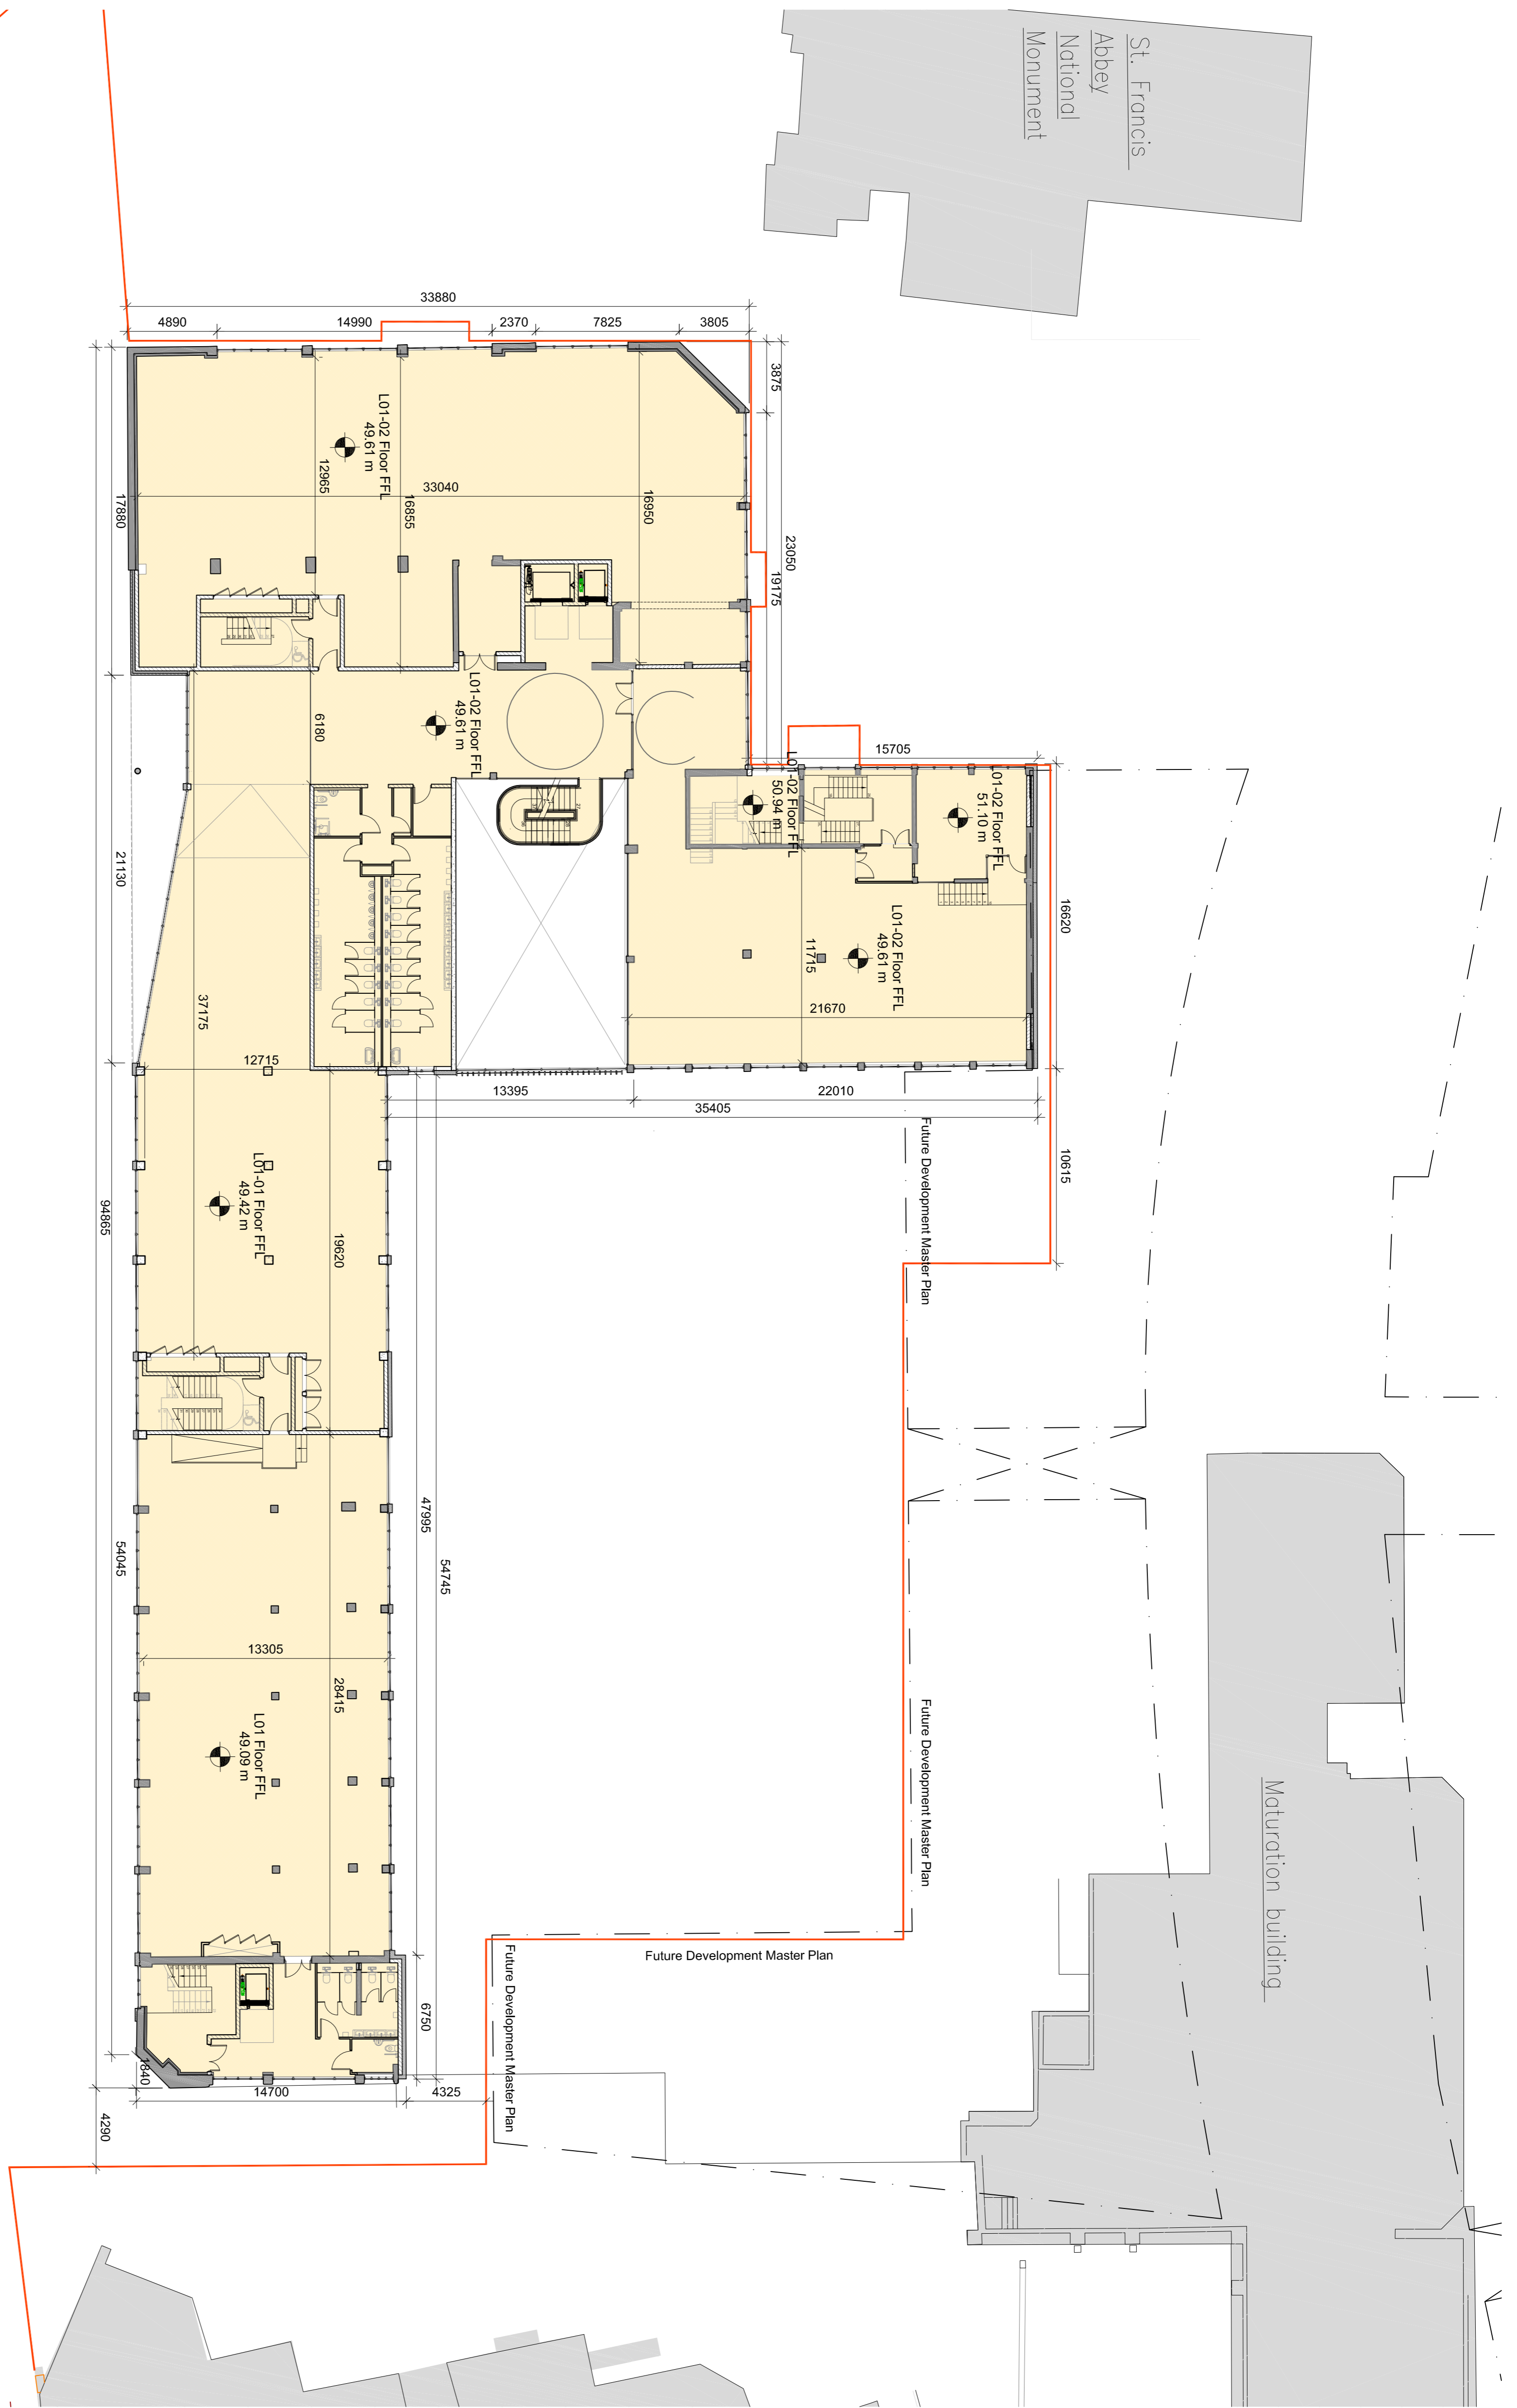 St. Francis
Abbey
National
Monument
33880
4890
14990
2370
7825
3805
3875
23050
19175
L01-02 Floor FFL
49.61 m
12965
16855
33040
16950
17880
L01-02 Floor FFL
49.61 m
6180
15705
L01-02 Floor FFL
50.94 m
L01-02 Floor FFL
51.10 m
16620
L01-02 Floor FFL
49.61 m
11715
21670
21130
37175
12715
13395
22010
35405
10615
Future Development Master Plan
L01-01 Floor FFL
49.42 m
19620
94865
47995
54745
54045
13305
28415
L01 Floor FFL
49.09 m
Future Development Master Plan
Maturation building
Future Development Master Plan
Future Development Master Plan
6750
1840
14700
4325
4290